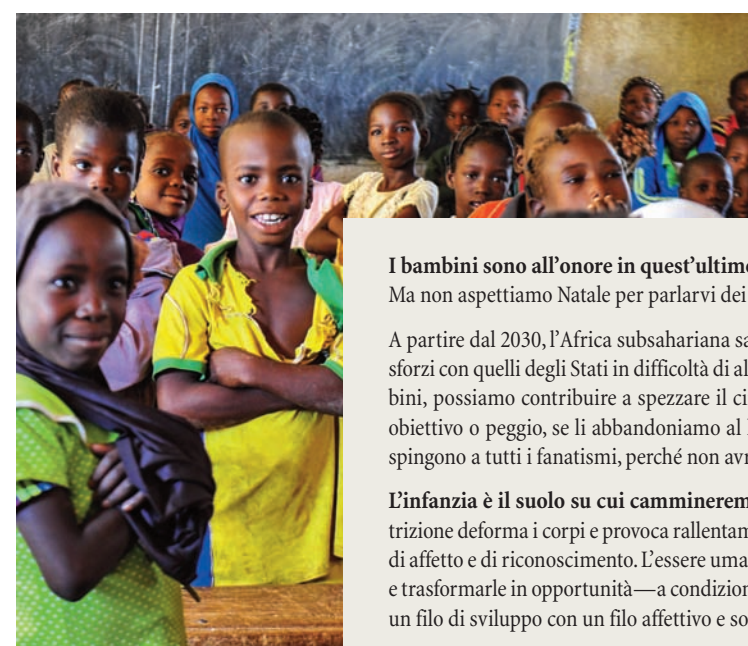 I bambini sono all'onore in quest'ultimo
Ma non aspettiamo Natale per parlarvi dei
A partire dal 2030, l'Africa subsahariana sa
sforzi con quelli degli Stati in difficoltà di al
bini, possiamo contribuire a spezzare il ci
obiettivo o peggio, se li abbandoniamo al
spingono a tutti i fanatismi, perché non avr
L'infanzia è il suolo su cui camminerem
trizione deforma i corpi e provoca rallentam
di affetto e di riconoscimento. L'essere uma
e trasformarle in opportunità—a condizion
un filo di sviluppo con un filo affettivo e so